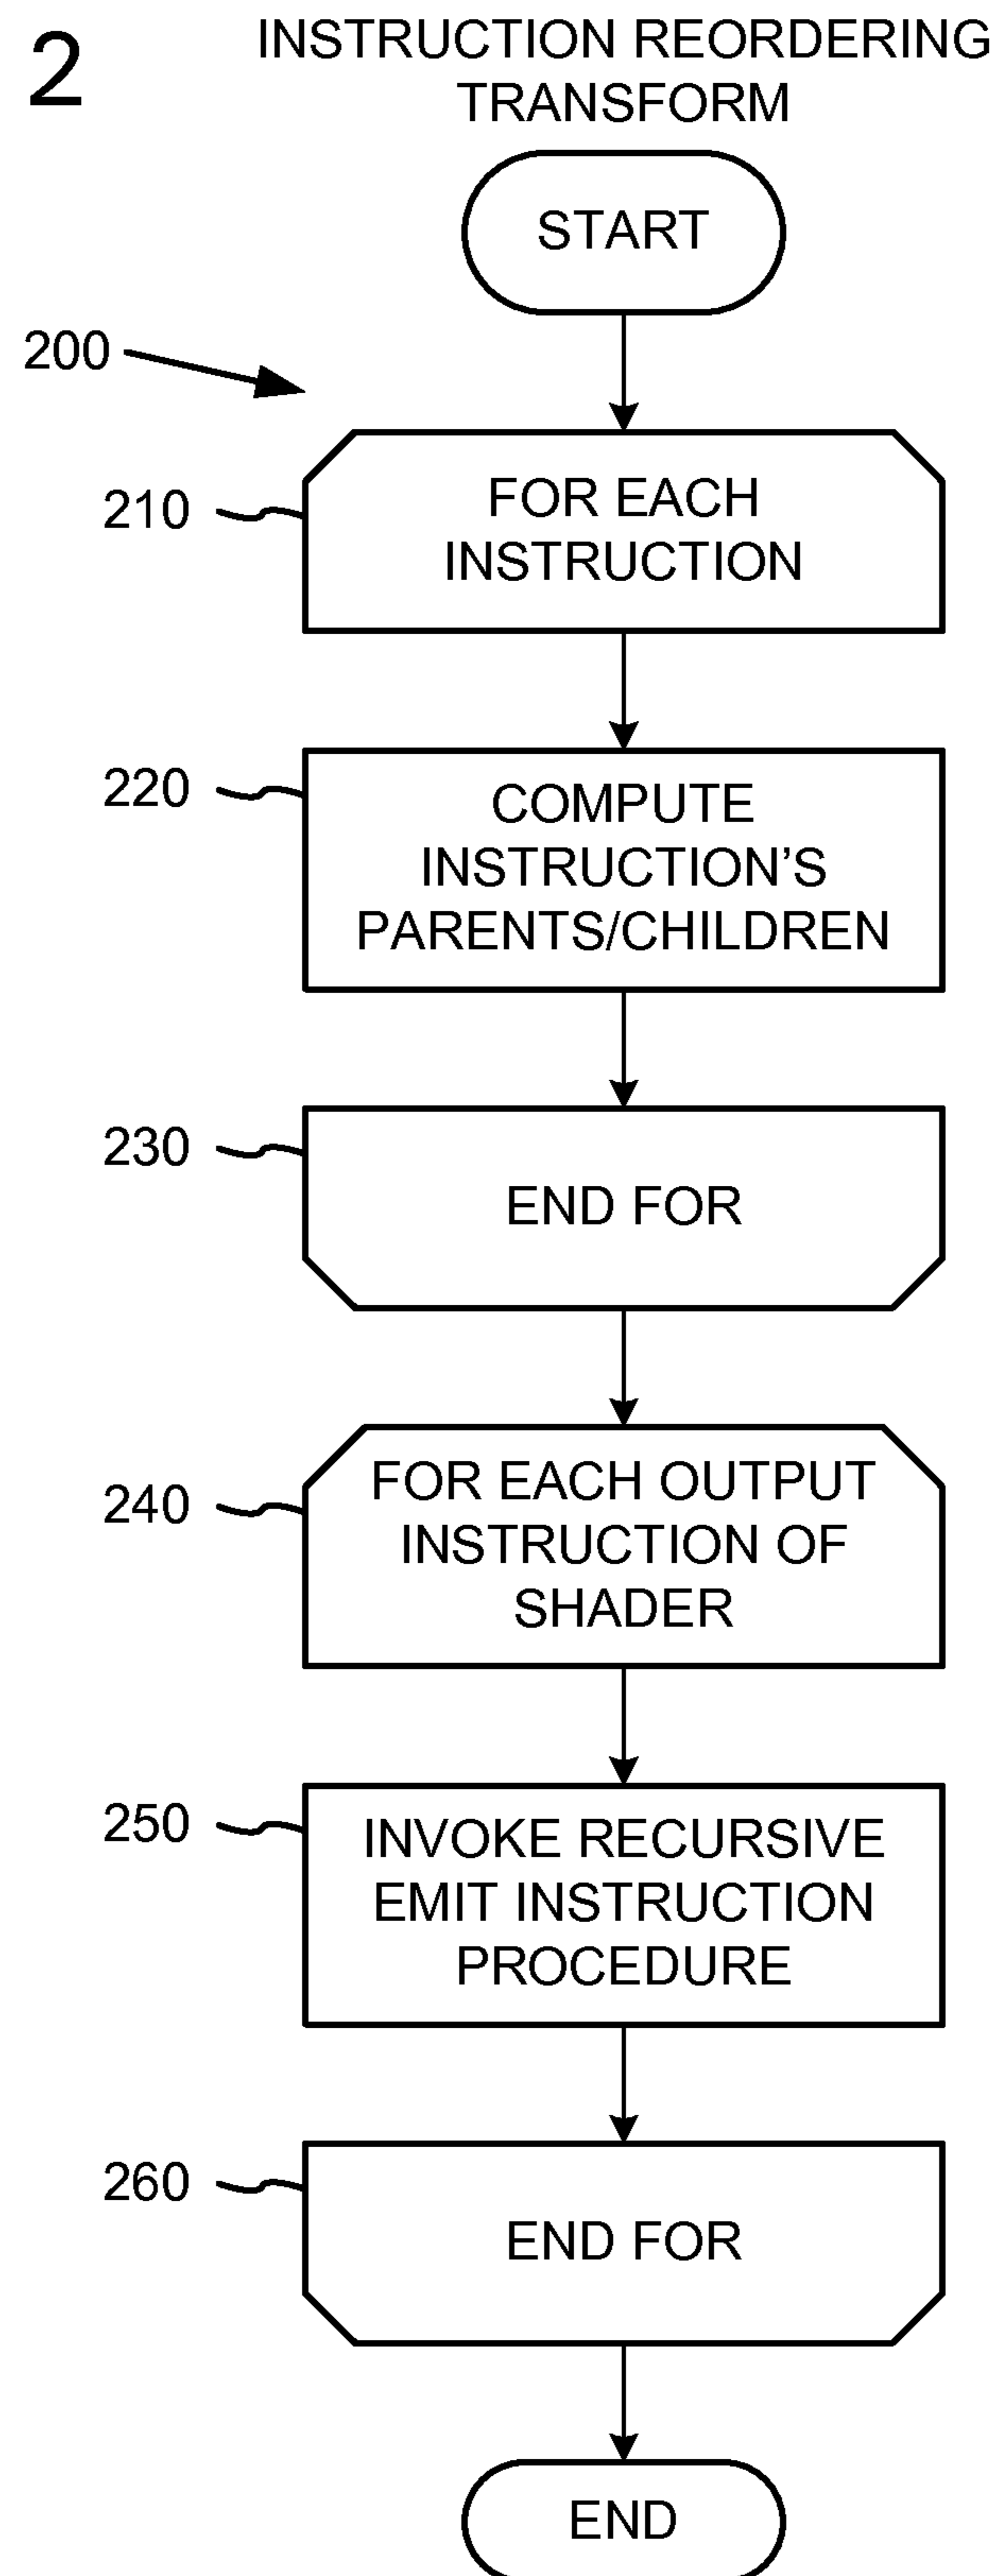 2
INSTRUCTION REORDERING
TRANSFORM
START
200
210
FOR EACH
INSTRUCTION
220
COMPUTE
INSTRUCTION'S
PARENTS/CHILDREN
230
END FOR
240
FOR EACH OUTPUT
INSTRUCTION OF
SHADER
250
INVOKE RECURSIVE
EMIT INSTRUCTION
PROCEDURE
260
END FOR
END